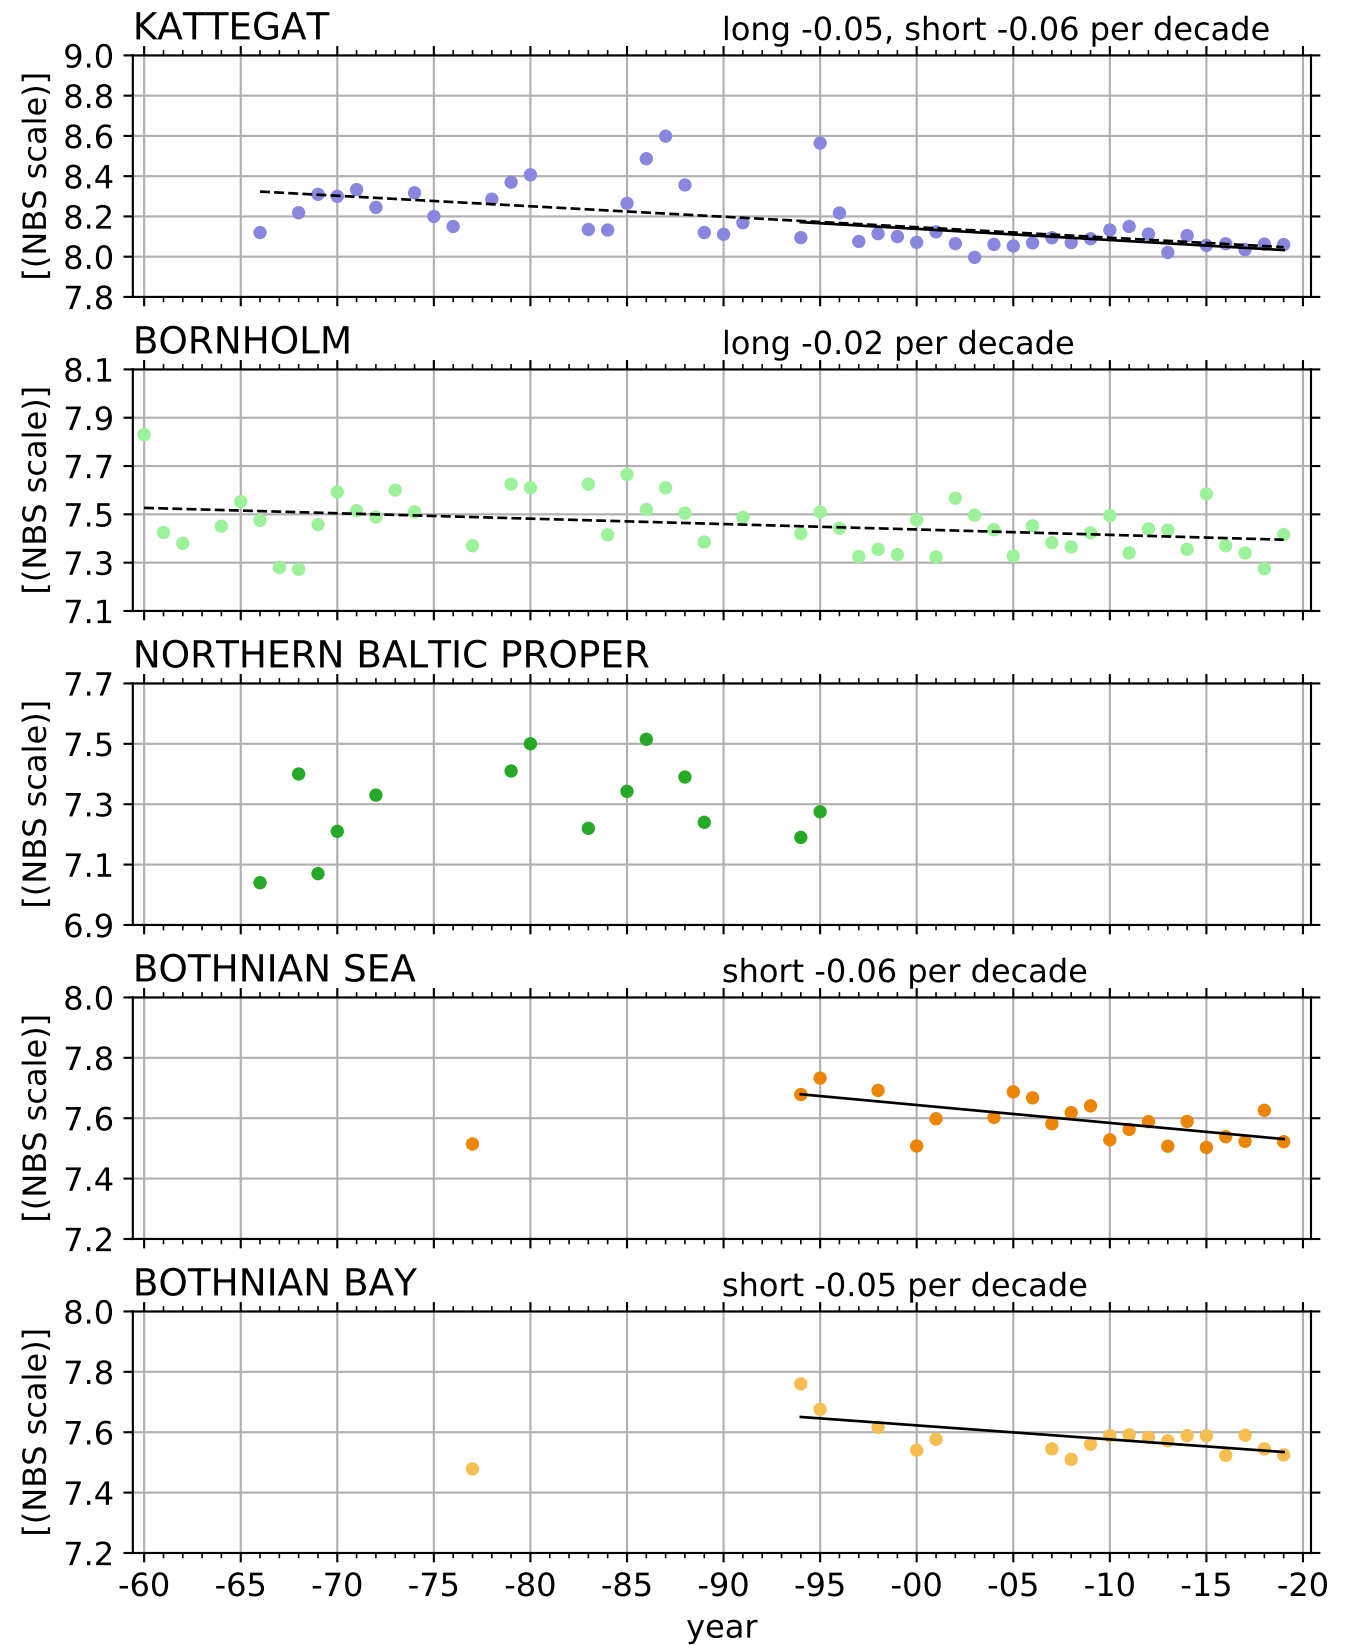 KATTEGAT long -0.05, short -0.06 per decade
[(NBS scale)]
9.0
8.8
8.6
8.4
8.2
8.0
7.8
BORNHOLM long -0.02 per decade
[(NBS scale)]
8.1
7.9
7.7
7.5
7.3
7.1
NORTHERN BALTIC PROPER
[(NBS scale)]
7.7
7.5
7.3
7.1
6.9
BOTHNIAN SEA short -0.06 per decade
[(NBS scale)]
8.0
7.8
7.6
7.4
7.2
BOTHNIAN BAY short -0.05 per decade
[(NBS scale)]
8.0
7.8
7.6
7.4
7.2
-60 -65 -70 -75 -80 -85 -90 -95 -00 -05 -10 -15 -20
year